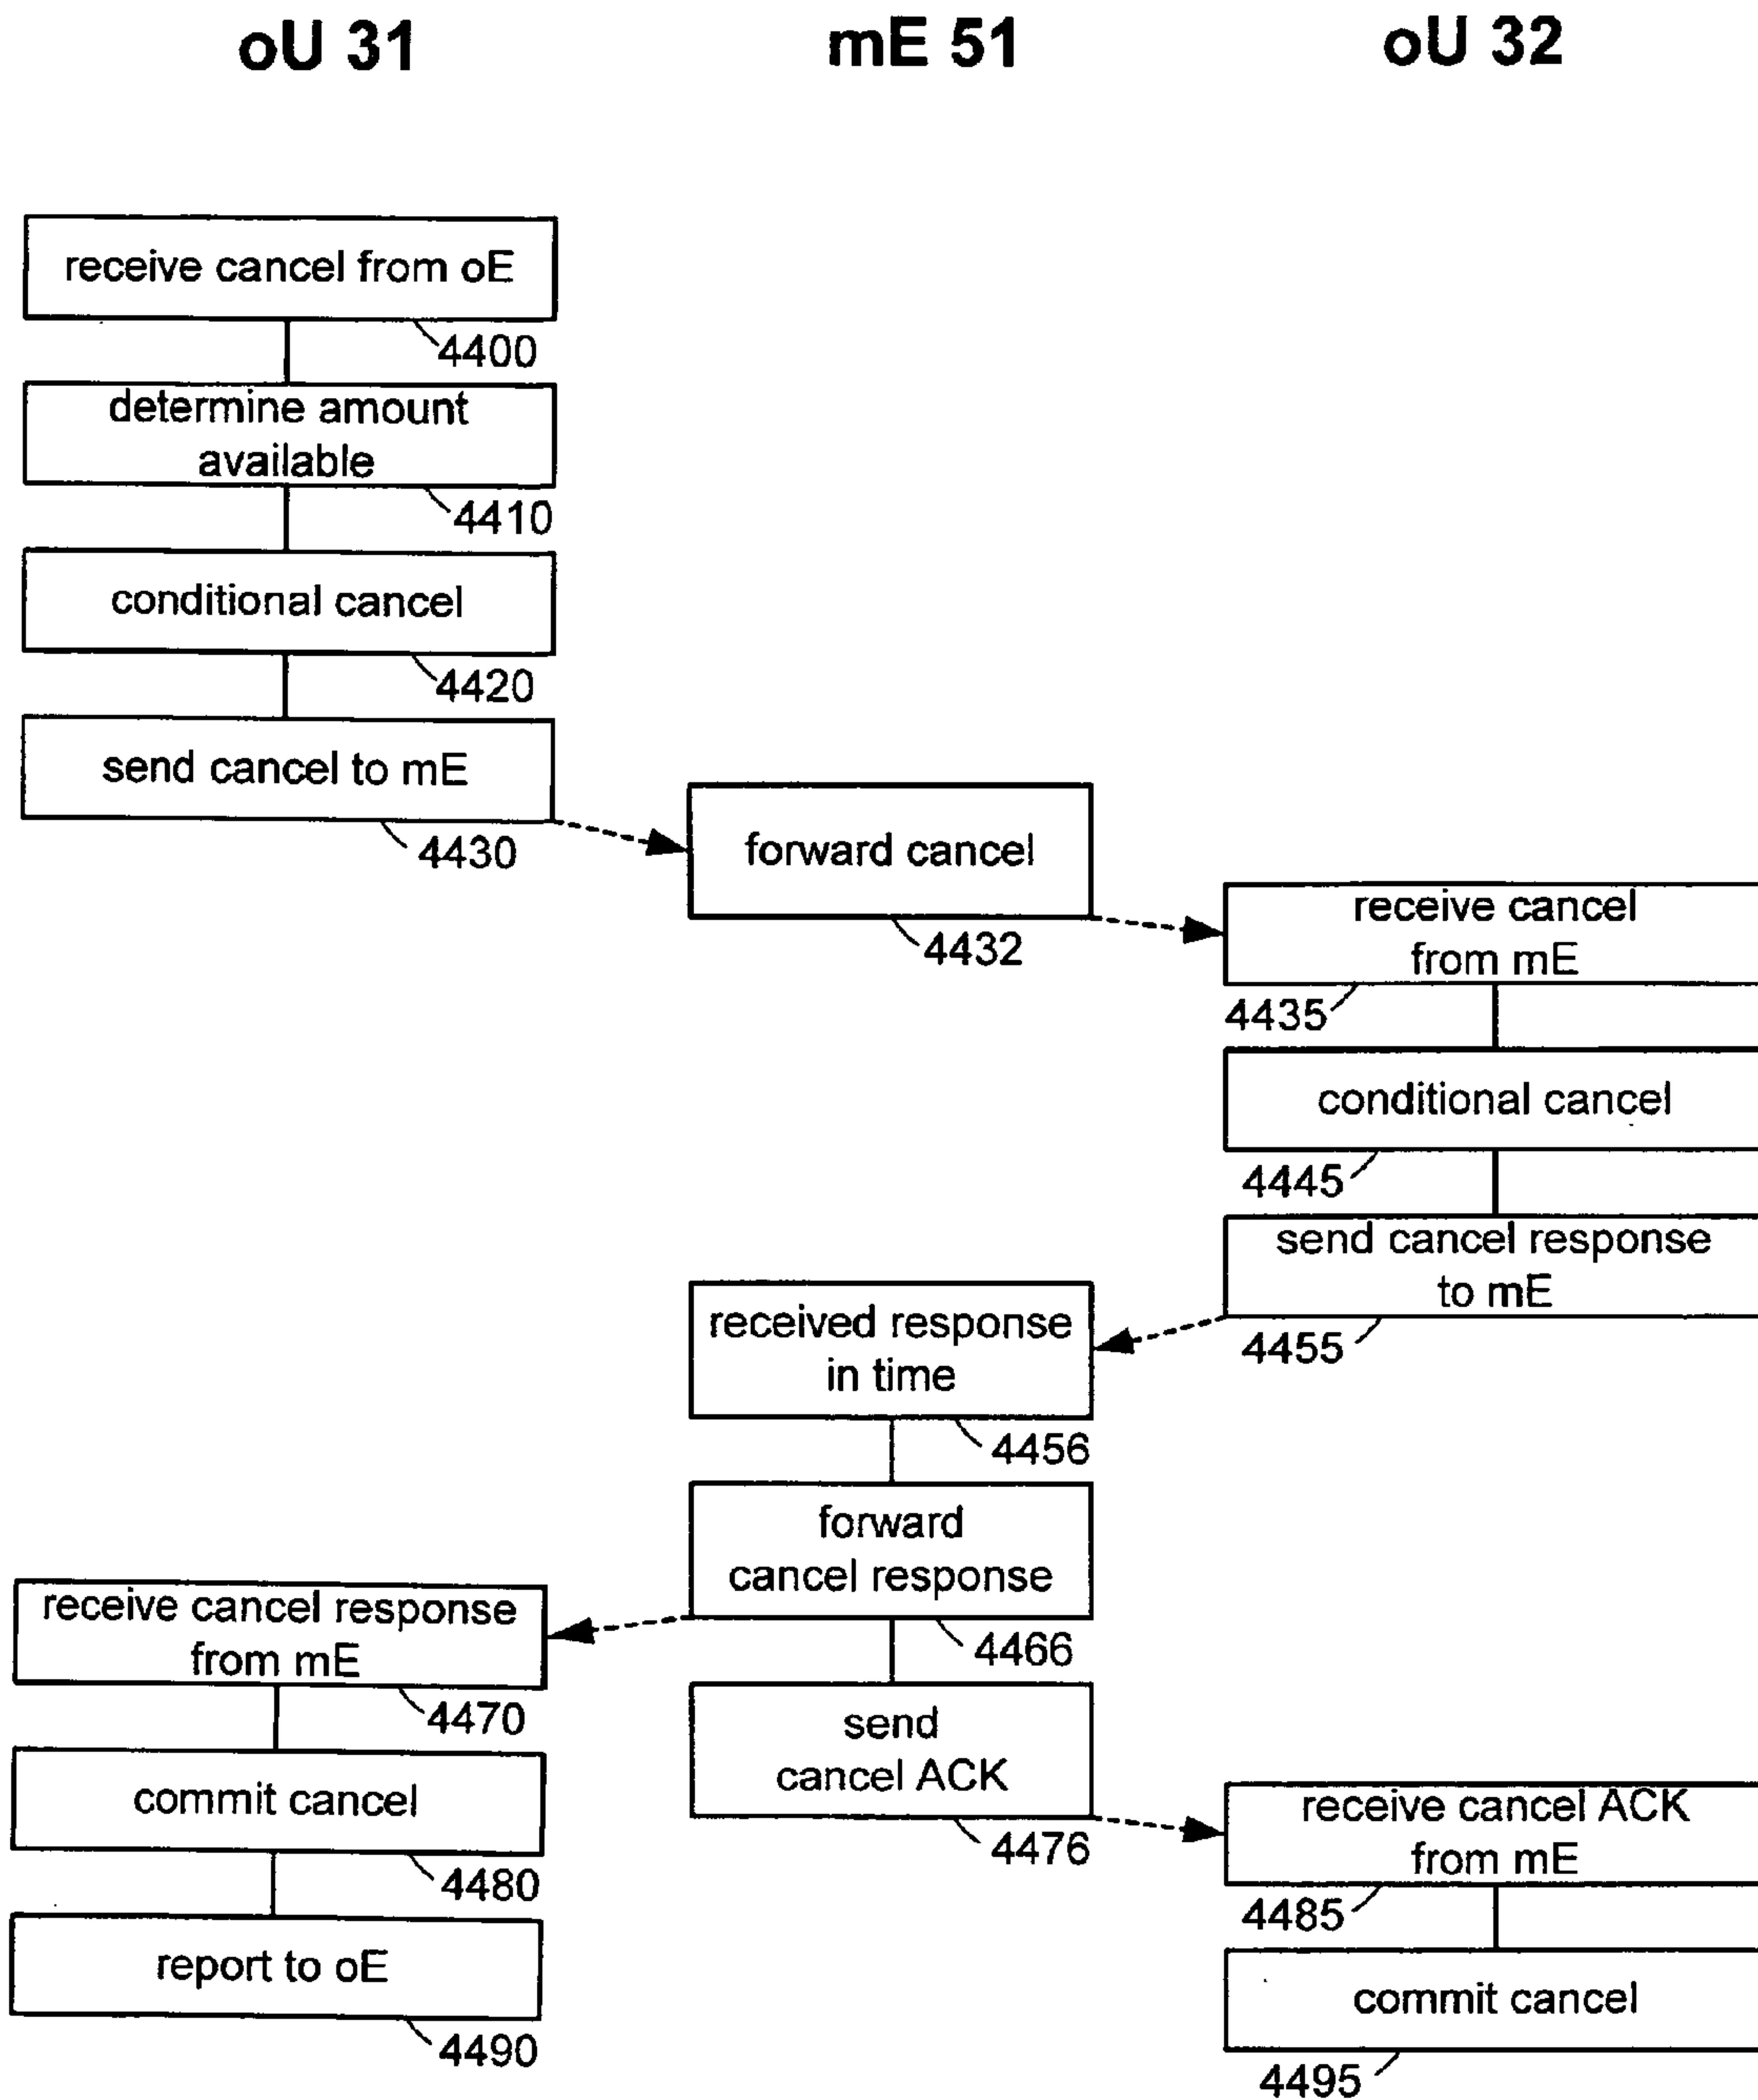 oU 31
mE 51
oU 32
receive cancel from oE
4400
determine amount
available
4410
conditional cancel
4420
send cancel to mE
4430
forward cancel
4432
receive cancel
from mE
4435
conditional cancel
4445
send cancel response
to mE
4455
received response
in time
4456
forward
cancel response
4466
receive cancel response
from mE
4470
send
cancel ACK
4476
commit cancel
4480
receive cancel ACK
from mE
4485
report to oE
4490
commit cancel
4495